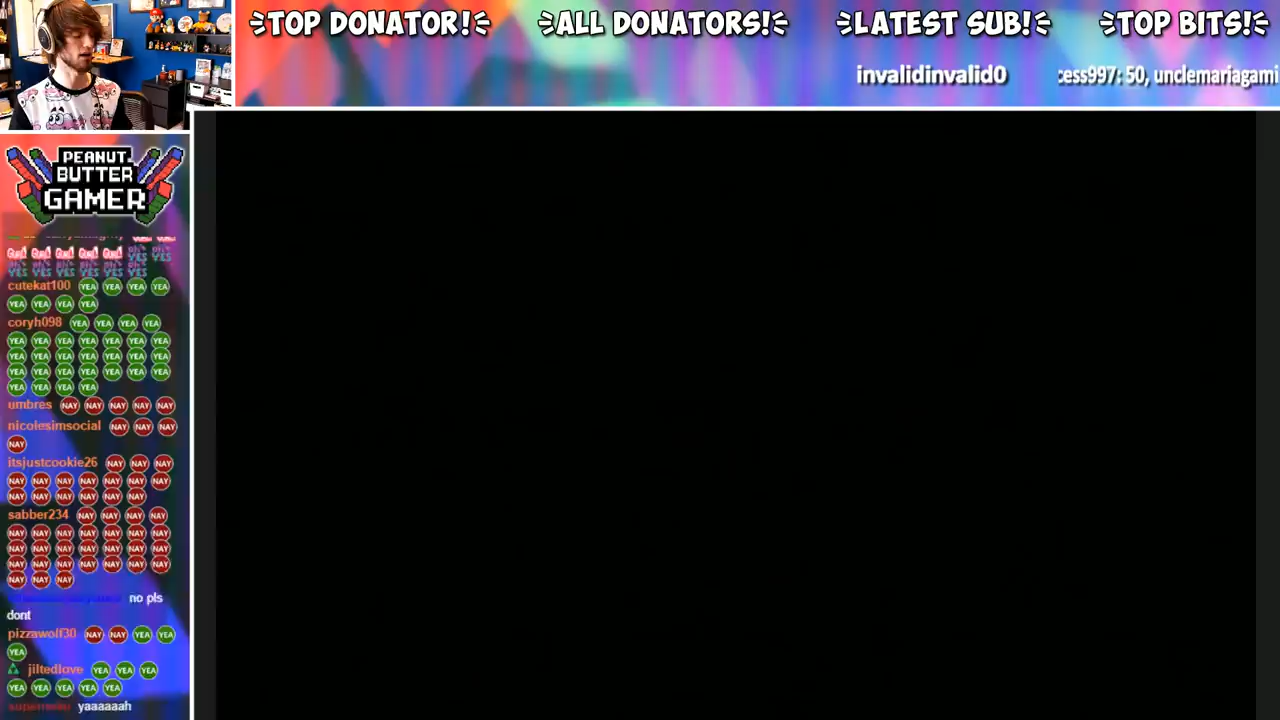 TOP DONATOR!
ALL DONATORS!
LATEST SUB!
TOP BITS!
invalidinvalid0
cess997: 50, unclemariagami
PEANUT
BUTTER
GAMER
cutekat100 YEA YEA YEA YEA
YEA YEA YEA YEA
coryh098 YEA YEA YEA YEA
YEA YEA YEA YEA YEA YEA YEA
YEA YEA YEA YEA YEA YEA YEA
YEA YEA YEA YEA YEA YEA YEA
YEA YEA YEA YEA
umbres NAY NAY NAY NAY NAY
nicolesimsocial NAY NAY NAY
NAY
itsjustcookie26 NAY NAY NAY
NAY NAY NAY NAY NAY NAY NAY
NAY NAY NAY NAY NAY NAY
sabber234 NAY NAY NAY NAY
NAY NAY NAY NAY NAY NAY NAY
NAY NAY NAY NAY NAY NAY NAY
NAY NAY NAY NAY NAY NAY NAY
NAY NAY NAY
no pls
dont
pizzawolf30 NAY NAY YEA YEA
YEA
jiltedlove YEA YEA YEA
YEA YEA YEA YEA YEA
yaaaaaah